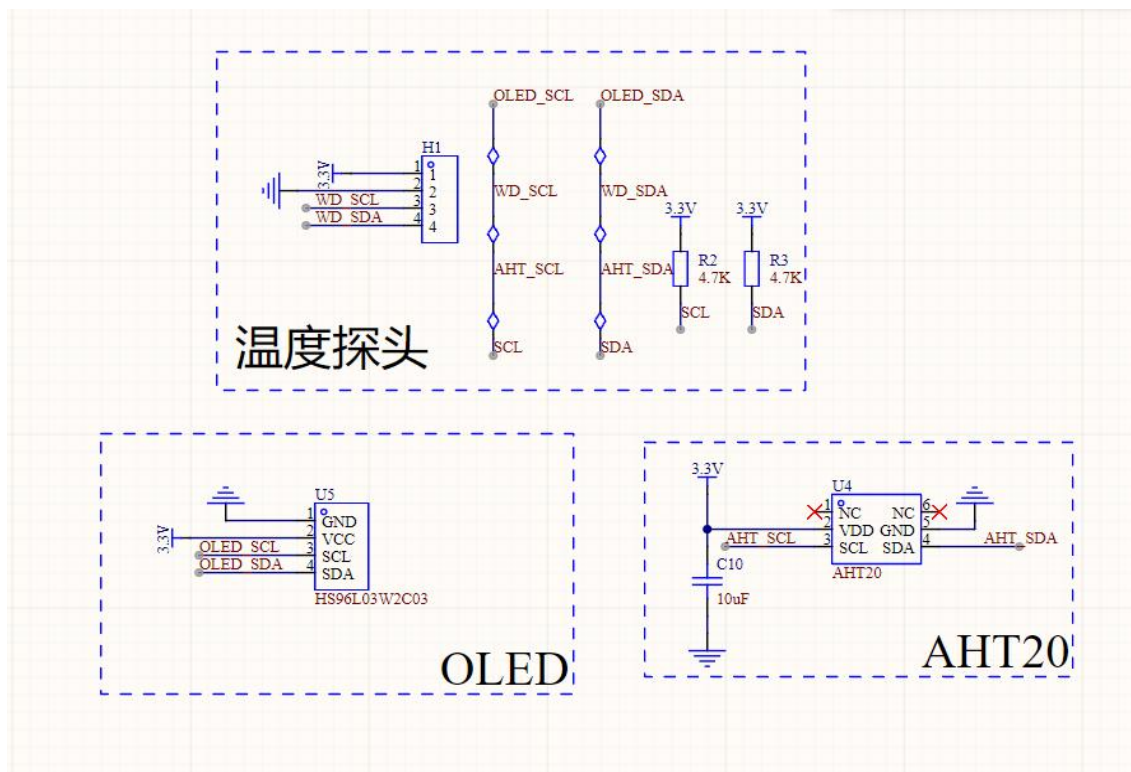 OLED_SCL
OLED_SDA
H1
3.3V
1
1
2
2
WD_SCL
3
3
WD_SDA
4
4
WD_SCL
WD_SDA
3.3V
3.3V
R2
4.7K
R3
4.7K
AHT_SCL
AHT_SDA
SCL
SDA
SCL
SDA
温度探头
U5
1
GND
3.3V
2
VCC
OLED_SCL
3
SCL
OLED_SDA
4
SDA
HS96L03W2C03
OLED
3.3V
U4
1
NC
NC
6
2
VDD
GND
5
AHT_SCL
3
SCL
SDA
4
AHT_SDA
AHT20
C10
10uF
AHT20